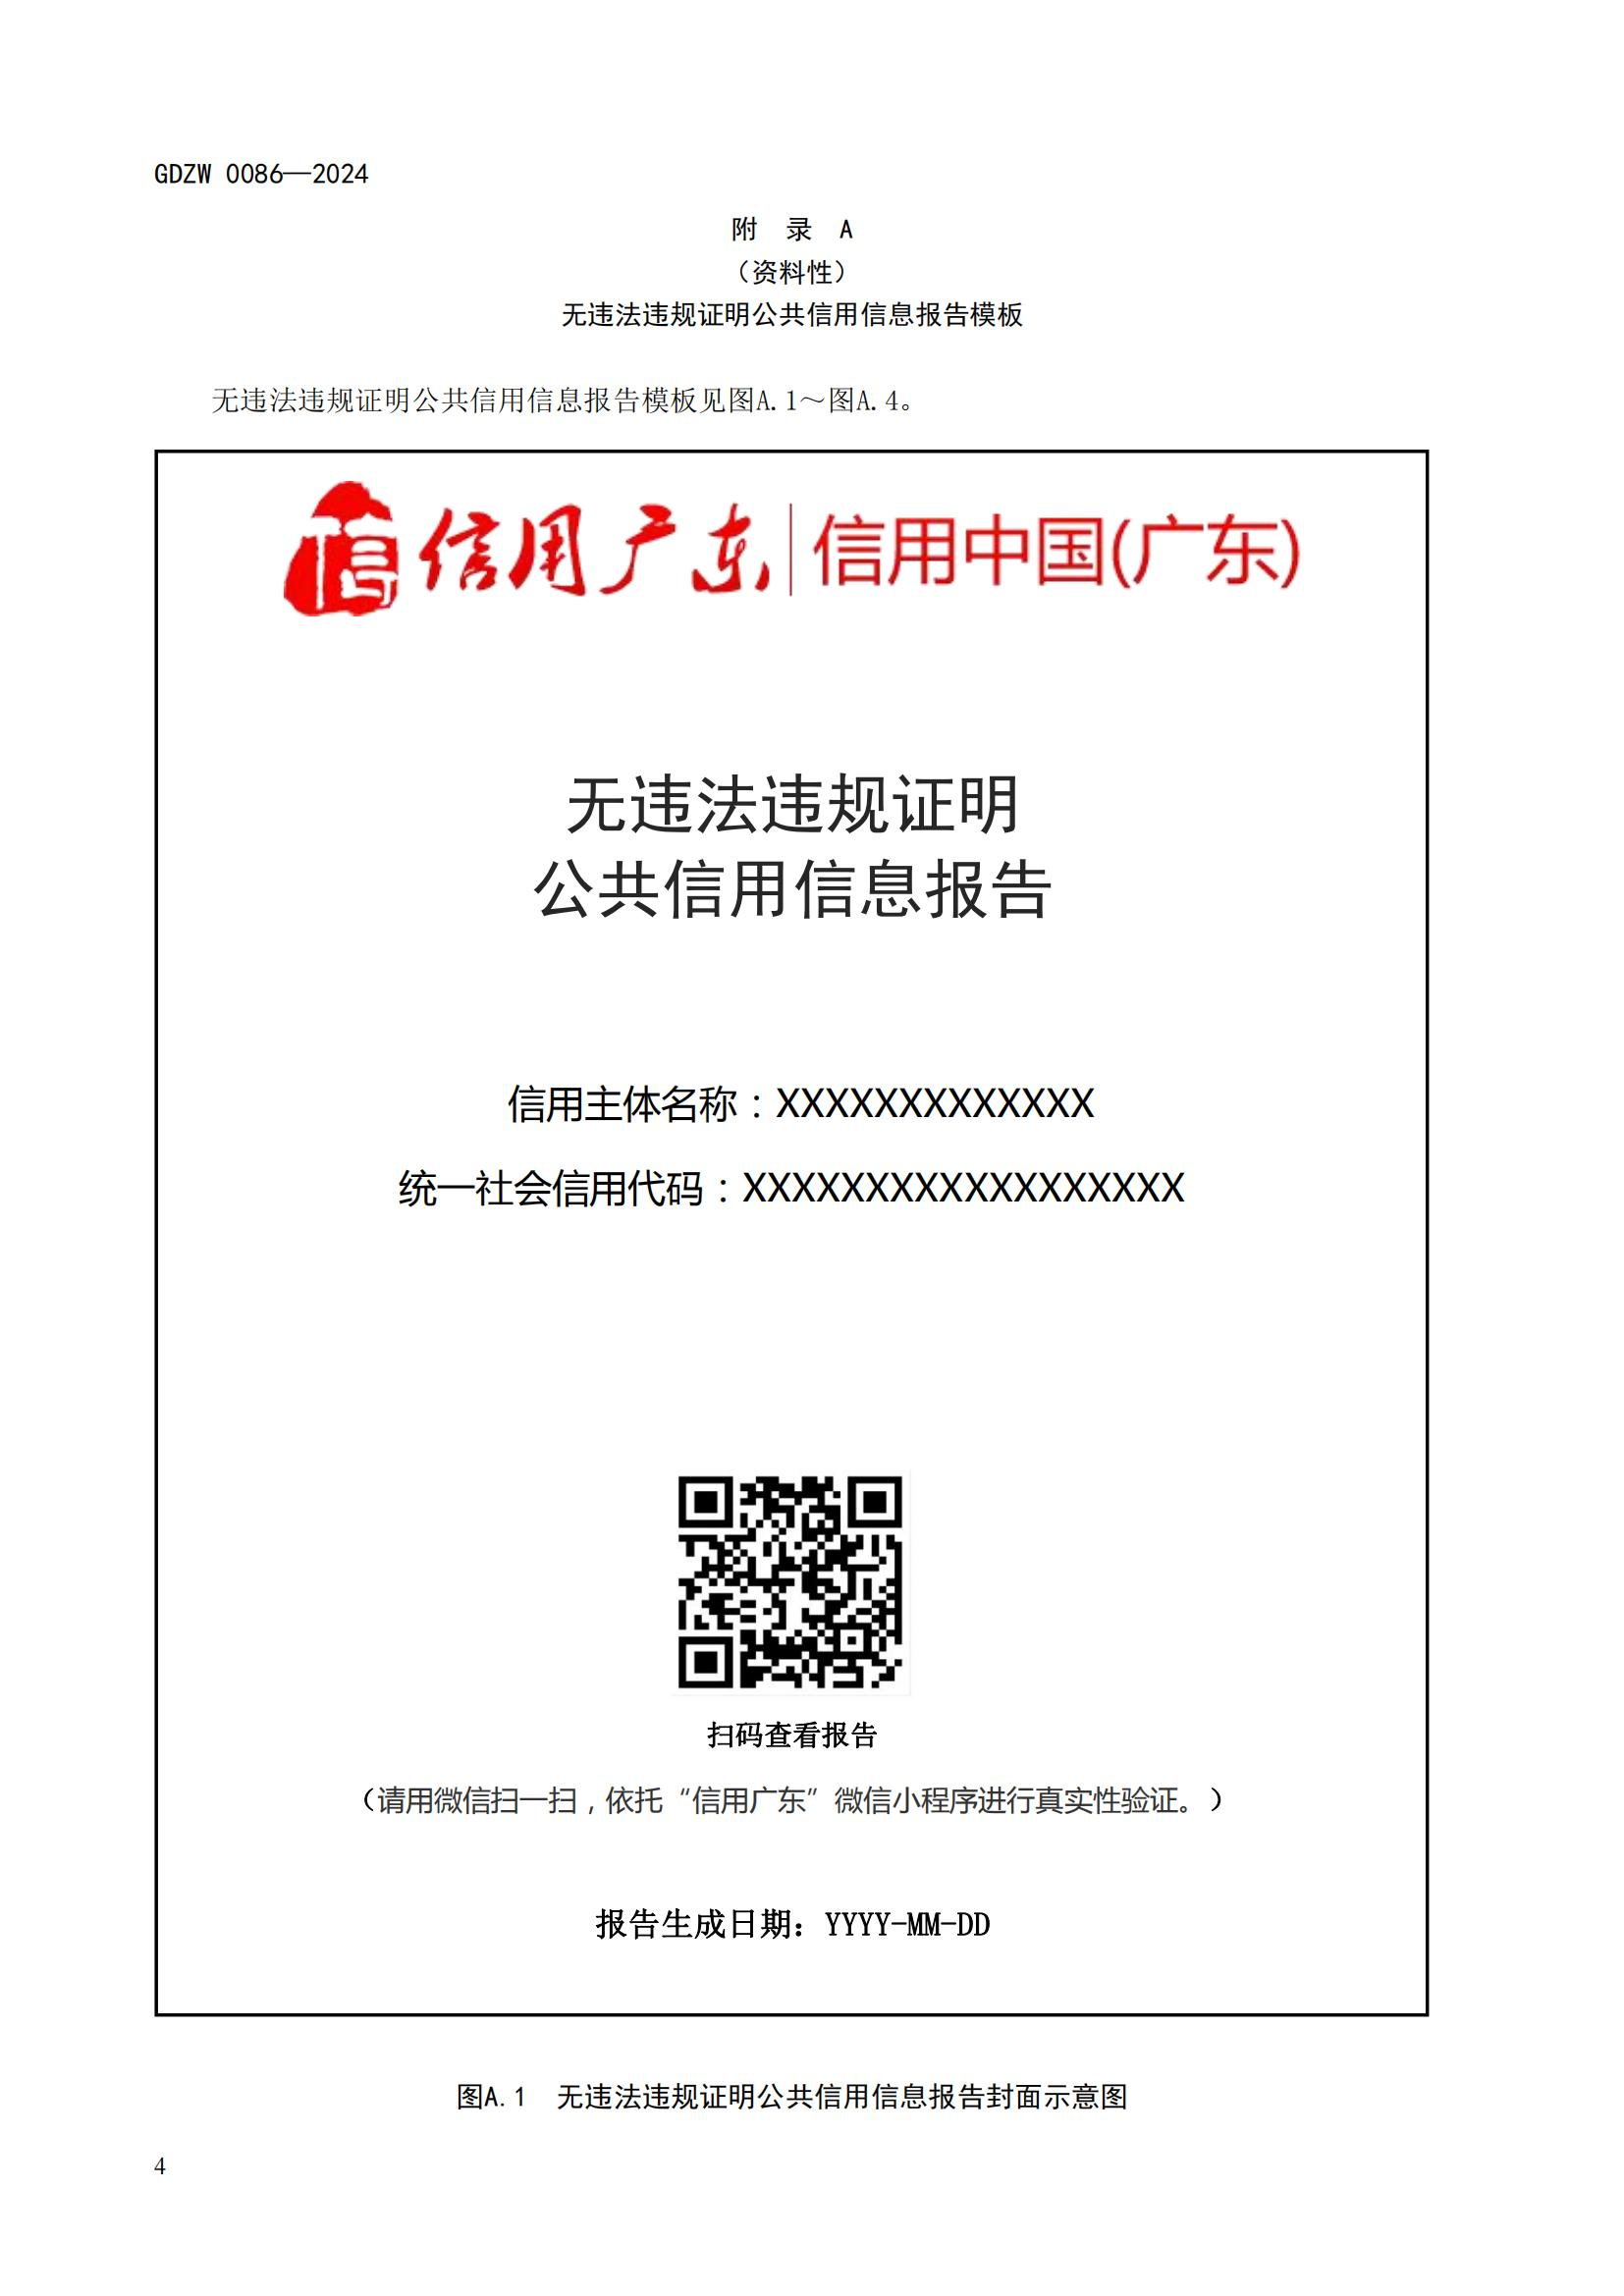 GDZW 0086—2024
附 录 A
（资料性）
无违法违规证明公共信用信息报告模板
无违法违规证明公共信用信息报告模板见图A.1～图A.4。
信用广东|信用中国(广东)
无违法违规证明
公共信用信息报告
信用主体名称：XXXXXXXXXXXXX
统一社会信用代码：XXXXXXXXXXXXXXXXXX
扫码查看报告
（请用微信扫一扫，依托“信用广东”微信小程序进行真实性验证。）
报告生成日期：YYYY-MM-DD
图A.1 无违法违规证明公共信用信息报告封面示意图
4